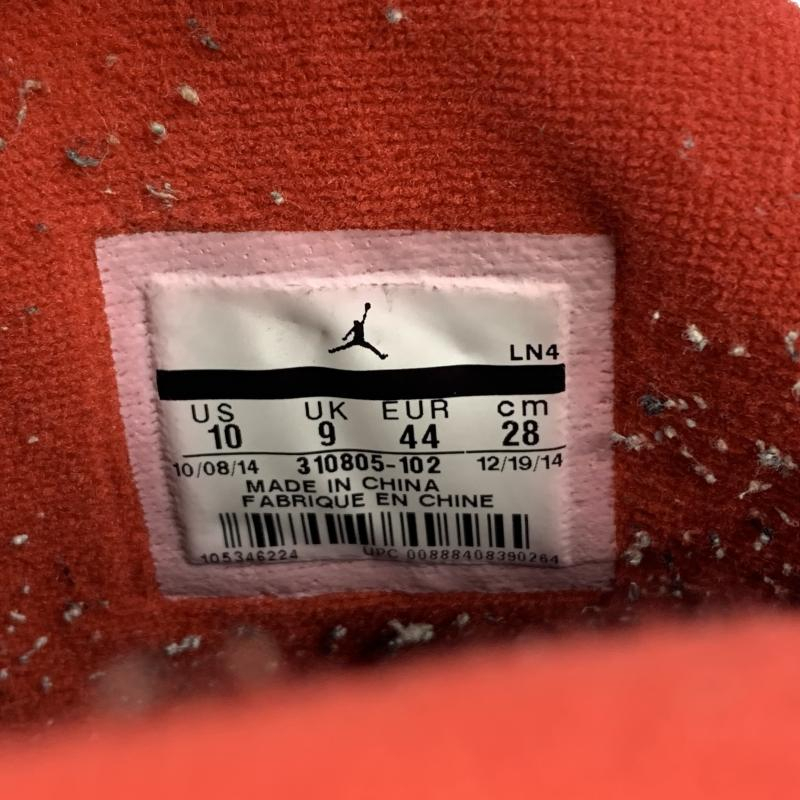 LN4
US UK EUR cm
10 9 44 28
10/08/14 310805-102 12/19/14
MADE IN CHINA
FABRIQUE EN CHINE
105346224 UPC 00888408390264